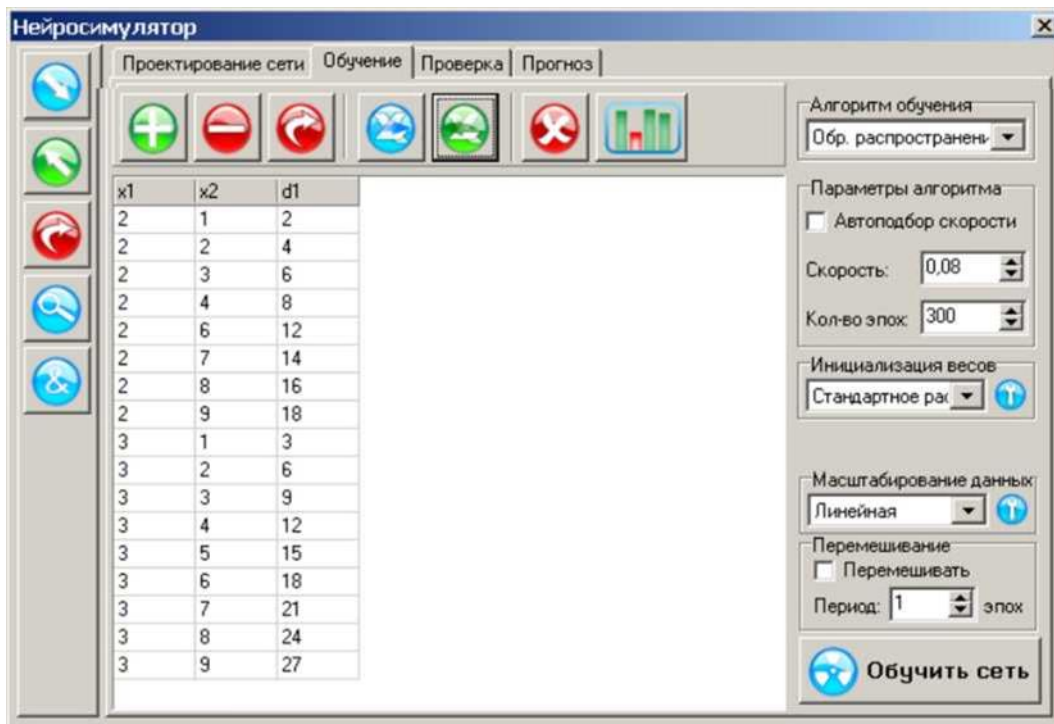 Нейросимулятор
Проектирование сети Обучение Проверка Прогноз
x1 x2 d1
2 1 2
2 2 4
2 3 6
2 4 8
2 6 12
2 7 14
2 8 16
2 9 18
3 1 3
3 2 6
3 3 9
3 4 12
3 5 15
3 6 18
3 7 21
3 8 24
3 9 27
Алгоритм обучения
Обр. распространени
Параметры алгоритма
Автоподбор скорости
Скорость: 0,08
Кол-во эпох: 300
Инициализация весов
Стандартное рас
Масштабирование данных
Линейная
Перемешивание
Перемешивать
Период: 1 эпох
Обучить сеть
&